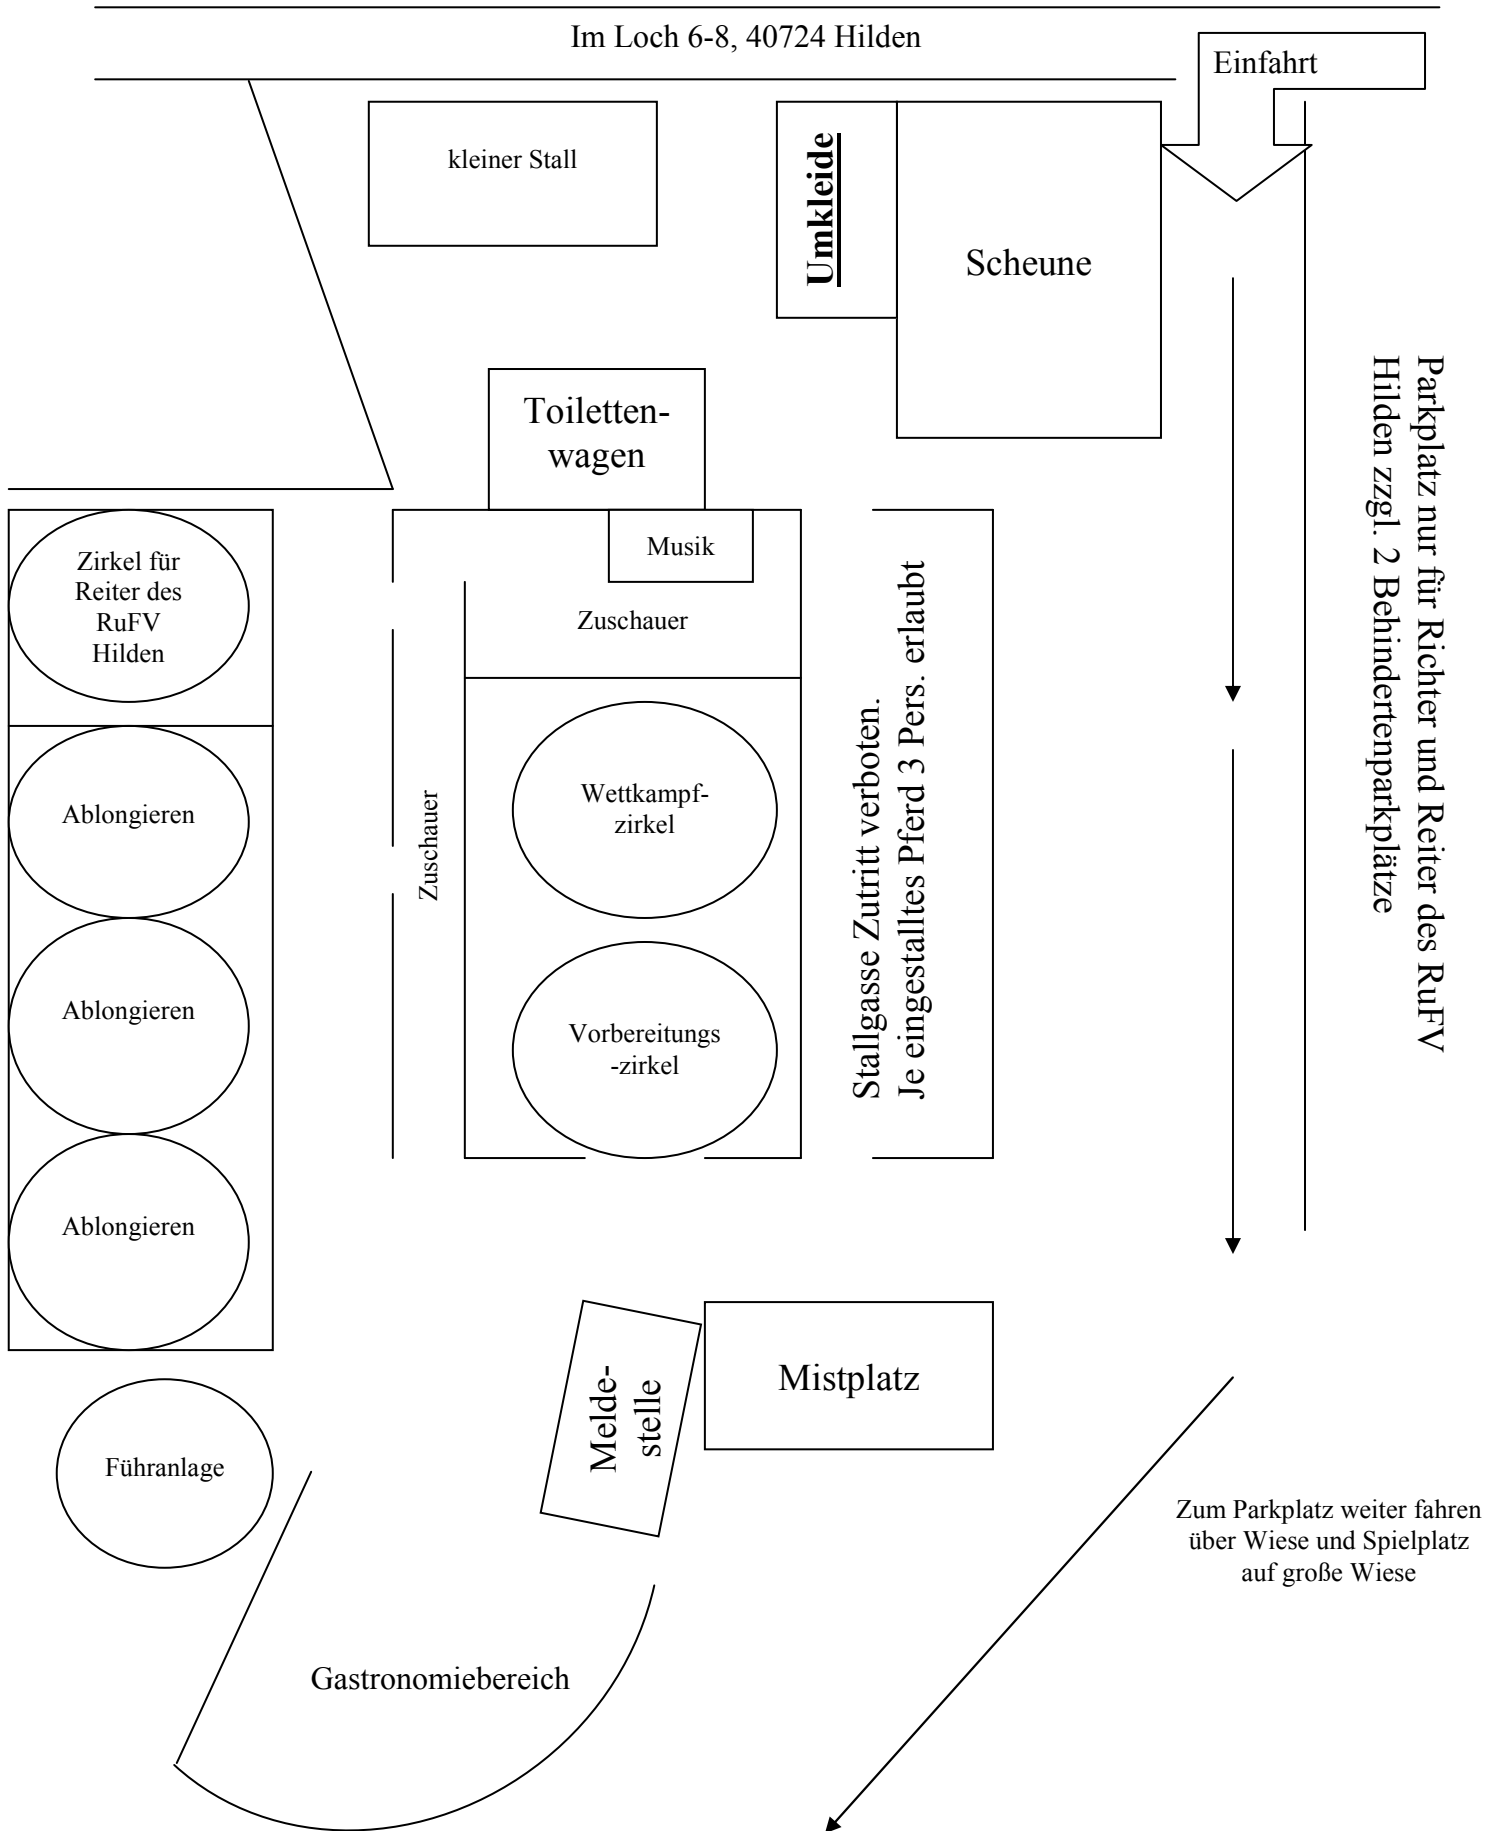 Im Loch 6-8, 40724 Hilden
Einfahrt
kleiner Stall
Umkleide
Scheune
Parkplatz nur für Richter und Reiter des RuFV
Hilden zzgl. 2 Behindertenparkplätze
Toiletten-
wagen
Musik
Zuschauer
Zirkel für
Reiter des
RuFV
Hilden
Ablongieren
Ablongieren
Ablongieren
Zuschauer
Wettkampf-
zirkel
Vorbereitungs
-zirkel
Stallgasse Zutritt verboten.
Je eingestalltes Pferd 3 Pers. erlaubt
Melde-
stelle
Mistplatz
Führanlage
Zum Parkplatz weiter fahren
über Wiese und Spielplatz
auf große Wiese
Gastronomiebereich